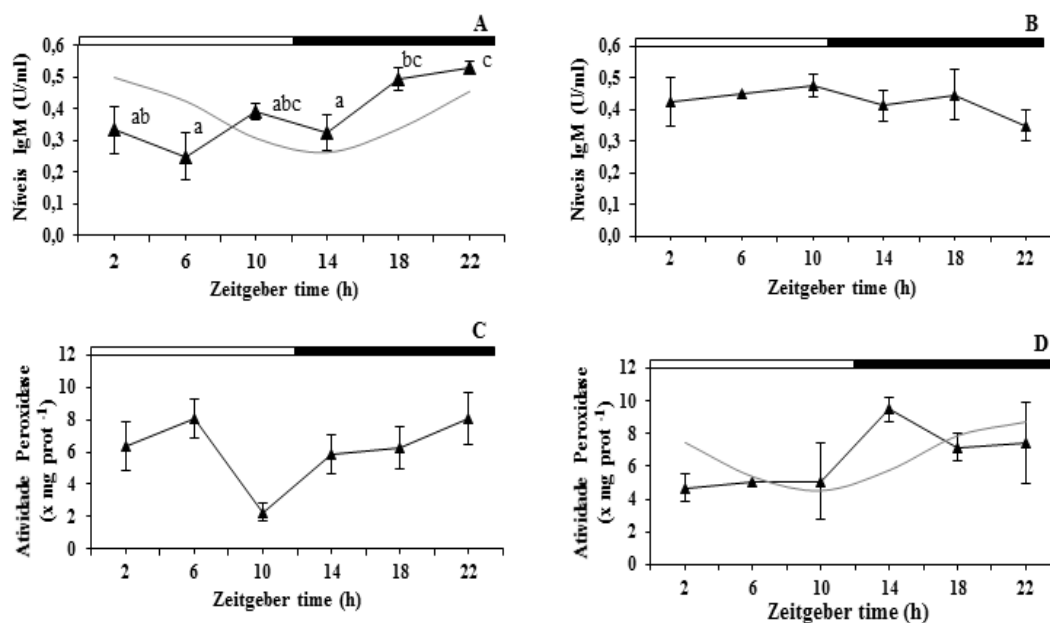 A
Níveis IgM (U/ml)
0,6
0,5
0,4
0,3
0,2
0,1
0,0
ab
a
abc
a
bc
c
2 6 10 14 18 22
Zeitgeber time (h)
B
Níveis IgM (U/ml)
0,6
0,5
0,4
0,3
0,2
0,1
0,0
2 6 10 14 18 22
Zeitgeber time (h)
C
Atividade Peroxidase
(x mg prot -1)
12
10
8
6
4
2
0
2 6 10 14 18 22
Zeitgeber time (h)
D
Atividade Peroxidase
(x mg prot -1)
12
10
8
6
4
2
0
2 6 10 14 18 22
Zeitgeber time (h)